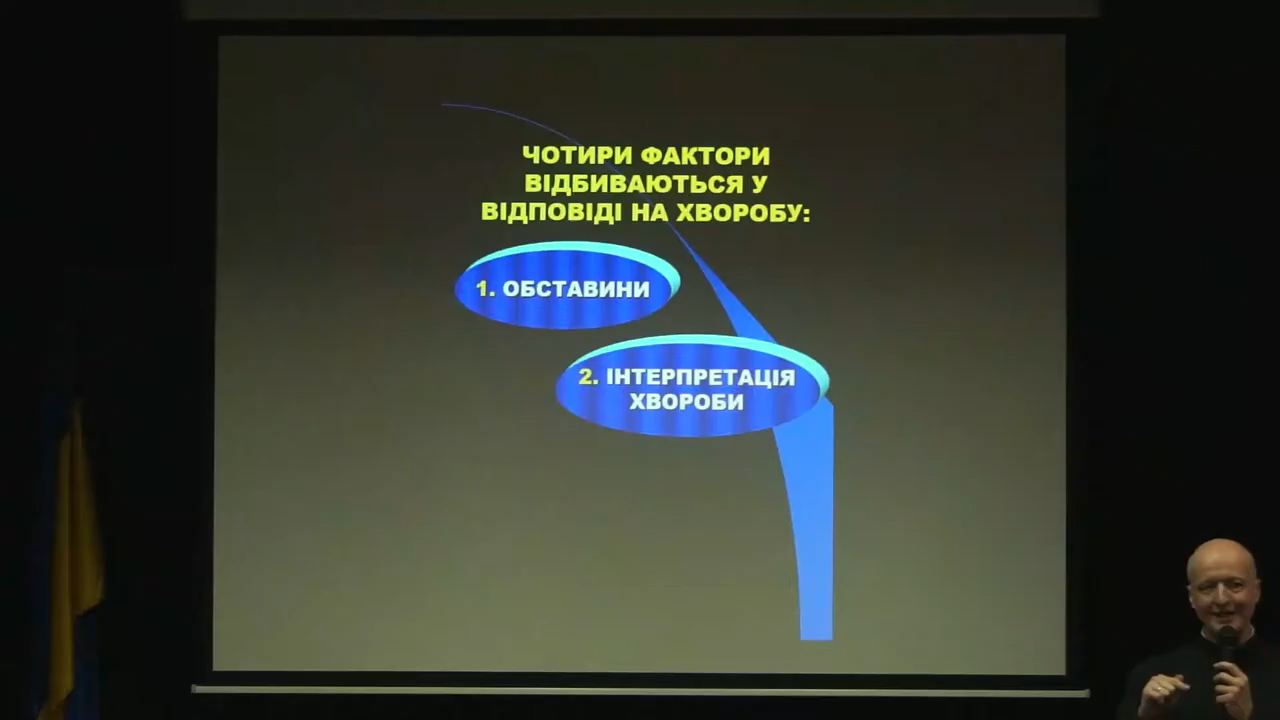 ЧОТИРИ ФАКТОРИ
ВІДБИВАЮТЬСЯ У
ВІДПОВІДІ НА ХВОРОБУ:
1. ОБСТАВИНИ
2. ІНТЕРПРЕТАЦІЯ
ХВОРОБИ